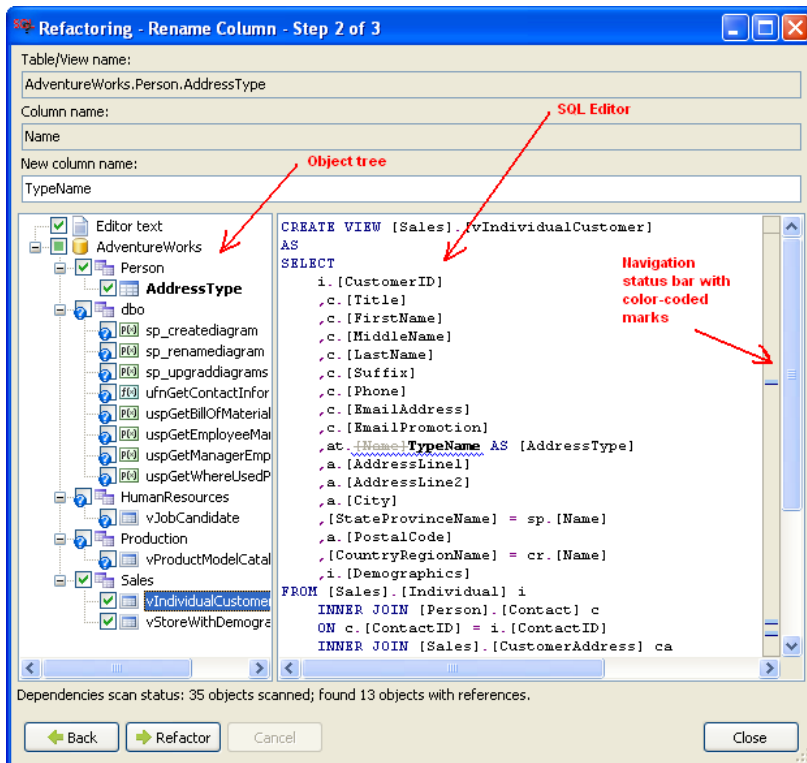 Refactoring - Rename Column - Step 2 of 3
Table/View name:
AdventureWorks.Person.AddressType
Column name:
SQL Editor
Name
New column name:
Object tree
TypeName
Editor text
AdventureWorks
Person
AddressType
dbo
P(x) sp_creatediagram
P(x) sp_renamediagram
P(x) sp_upgraddiagrams
f(x) ufnGetContactInfor
P(x) uspGetBillOfMaterial
P(x) uspGetEmployeeMa
P(x) uspGetManagerEmp
P(x) uspGetWhereUsedP
HumanResources
vJobCandidate
Production
vProductModelCatal
Sales
vIndividualCustomer
vStoreWithDemogra
CREATE VIEW [Sales].[vIndividualCustomer]
AS
SELECT
i.[CustomerID]
,c.[Title]
,c.[FirstName]
,c.[MiddleName]
,c.[LastName]
,c.[Suffix]
,c.[Phone]
,c.[EmailAddress]
,c.[EmailPromotion]
,at.[Name]TypeName AS [AddressType]
,a.[AddressLine1]
,a.[AddressLine2]
,a.[City]
,[StateProvinceName] = sp.[Name]
,a.[PostalCode]
,[CountryRegionName] = cr.[Name]
,i.[Demographics]
FROM [Sales].[Individual] i
INNER JOIN [Person].[Contact] c
ON c.[ContactID] = i.[ContactID]
INNER JOIN [Sales].[CustomerAddress] ca
Navigation
status bar with
color-coded
marks
Dependencies scan status: 35 objects scanned; found 13 objects with references.
Back
Refactor
Cancel
Close